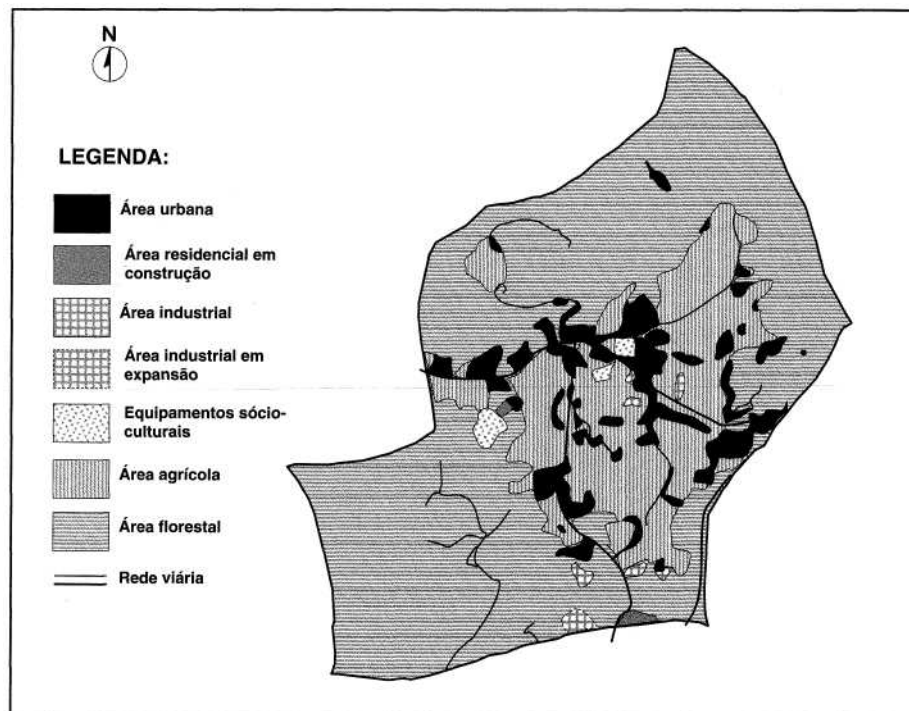 N
LEGENDA:
Área urbana
Área residencial em
construção
Área industrial
Área industrial em
expansão
Equipamentos sócio-
culturais
Área agrícola
Área florestal
Rede viária